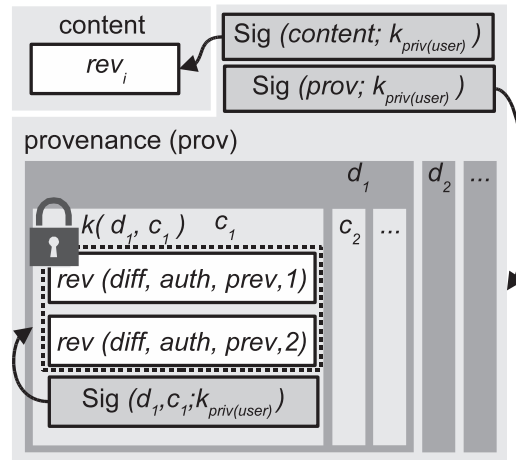 content
rev_i
Sig (content; k_priv(user) )
Sig (prov; k_priv(user) )
provenance (prov)
d_1 d_2 ...
k( d_1, c_1 ) c_1 c_2 ...
rev (diff, auth, prev,1)
rev (diff, auth, prev,2)
Sig (d_1,c_1;k_priv(user) )